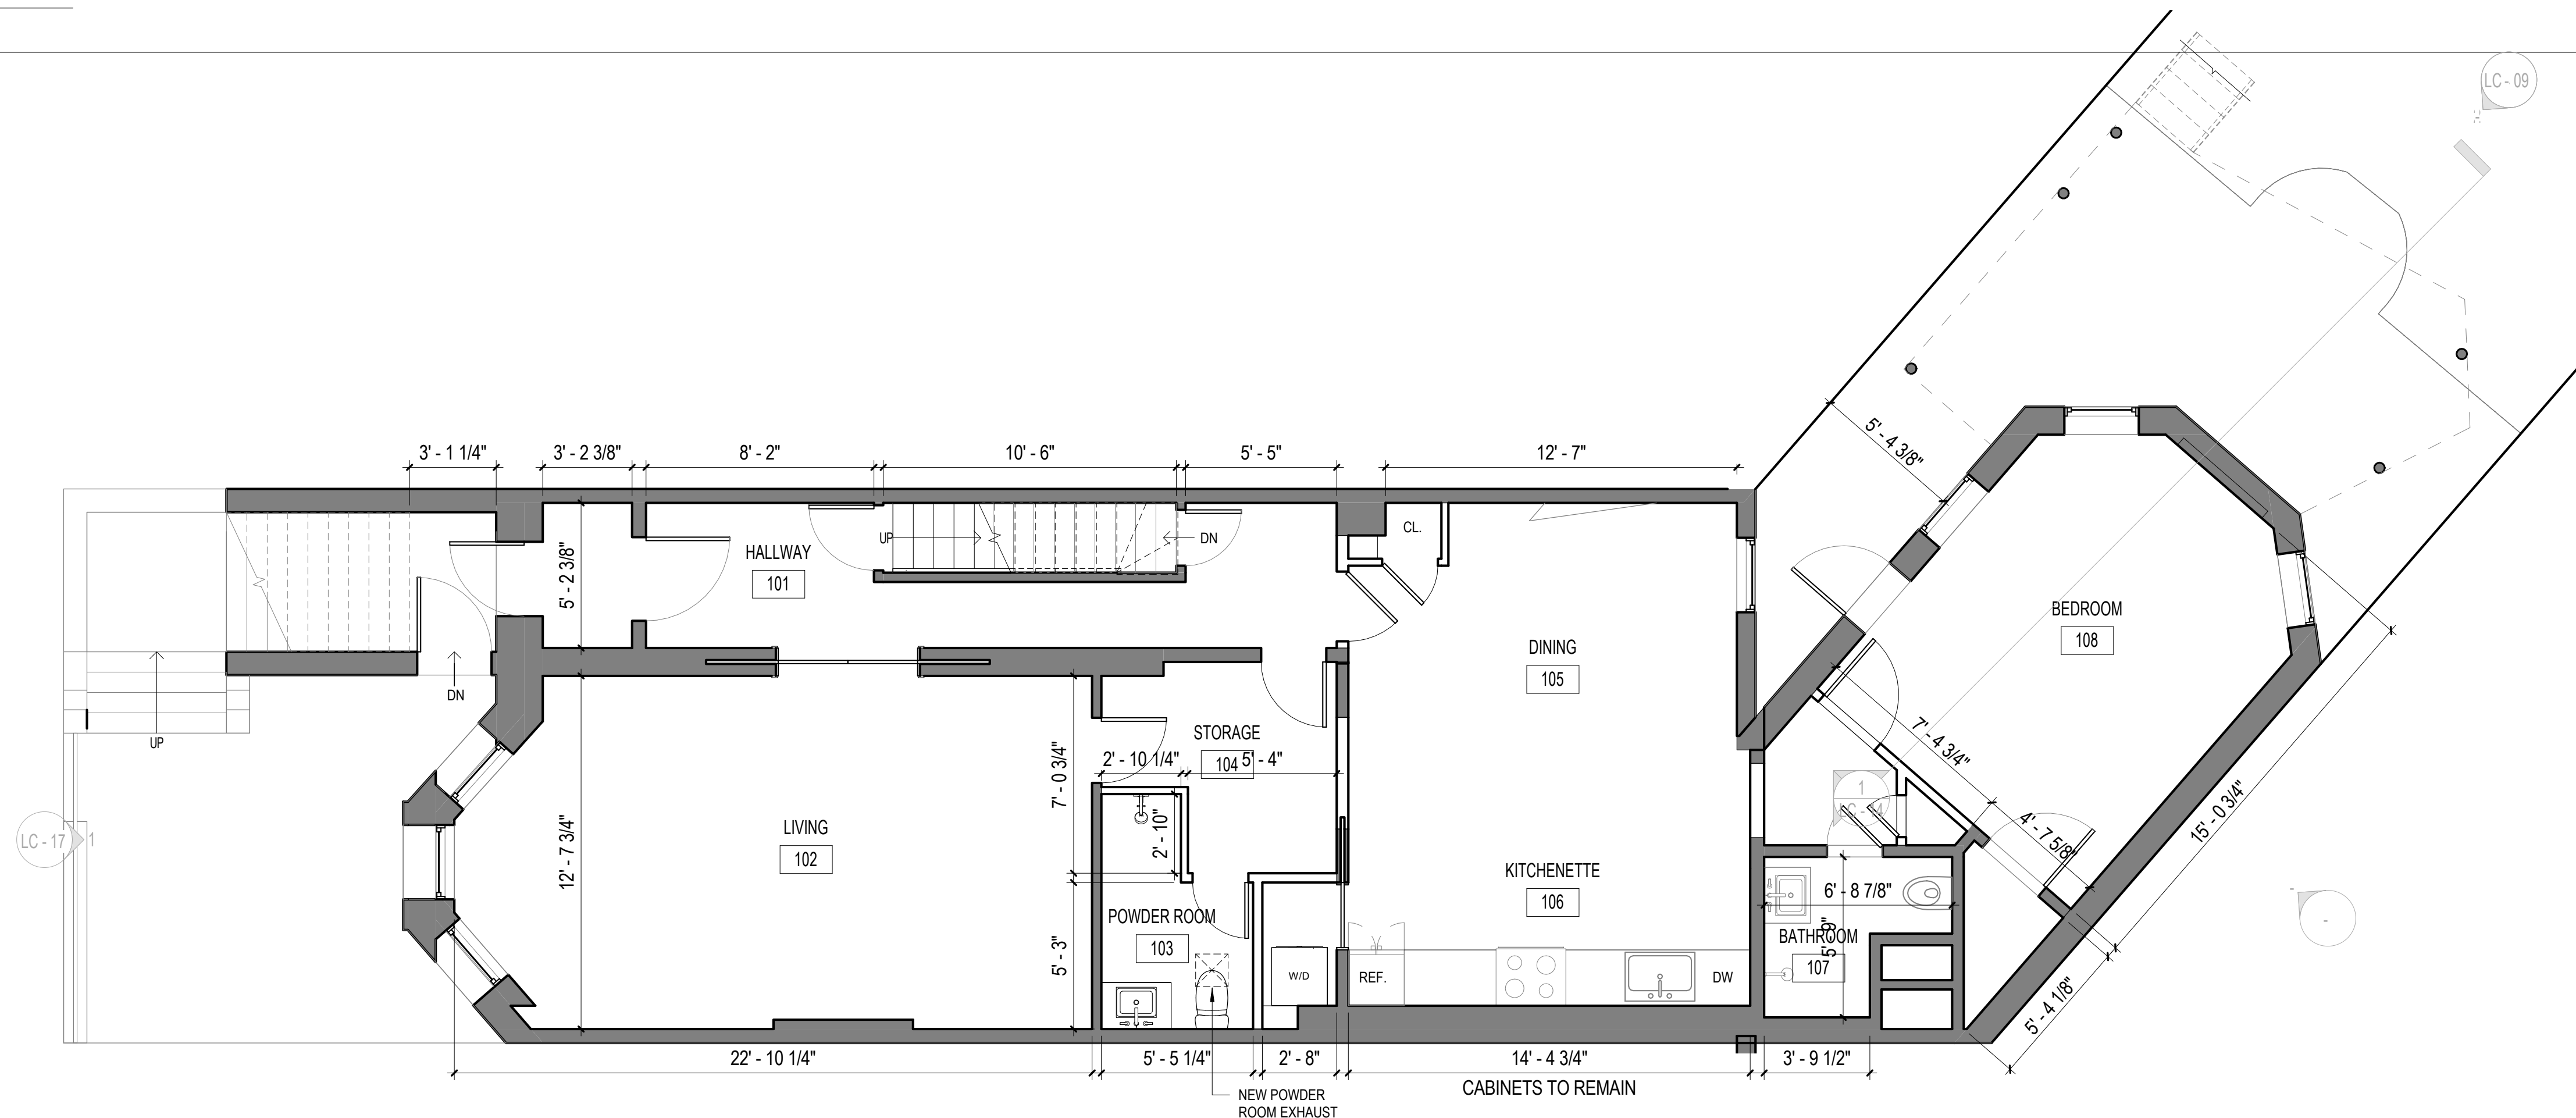 LC - 09
5' - 4 3/8"
3' - 1 1/4"
3' - 2 3/8"
8' - 2"
10' - 6"
5' - 5"
12' - 7"
CL.
UP
DN
HALLWAY
101
5' - 2 3/8"
BEDROOM
108
DINING
105
DN
UP
STORAGE
104
2' - 10 1/4"
5' - 4"
7' - 0 3/4"
7' - 4 3/4"
1
LC - 14
LC - 17
1
LIVING
102
12' - 7 3/4"
2' - 10"
4' - 7 5/8"
15' - 0 3/4"
KITCHENETTE
106
6' - 8 7/8"
POWDER ROOM
103
5' - 3"
BATHROOM
107
5' - 9"
W/D
REF.
DW
-
5' - 4 1/8"
22' - 10 1/4"
5' - 5 1/4"
2' - 8"
14' - 4 3/4"
3' - 9 1/2"
CABINETS TO REMAIN
NEW POWDER
ROOM EXHAUST